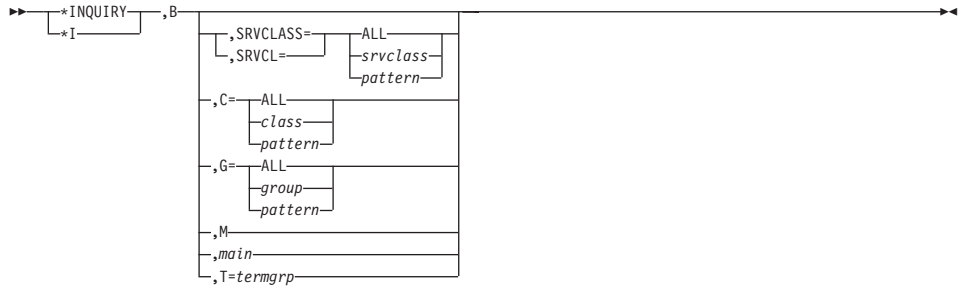 *INQUIRY ,B
*I
,SRVCLASS= ALL
,SRVCL= srvclass
pattern
,C= ALL
class
pattern
,G= ALL
group
pattern
,M
,main
,T=termgrp